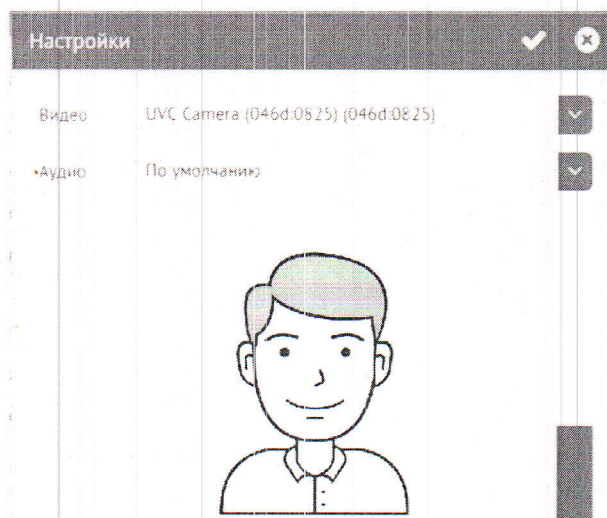 Настройки
Видео UVC Camera (046d:0825) (046d:0825)
Аудио По умолчанию